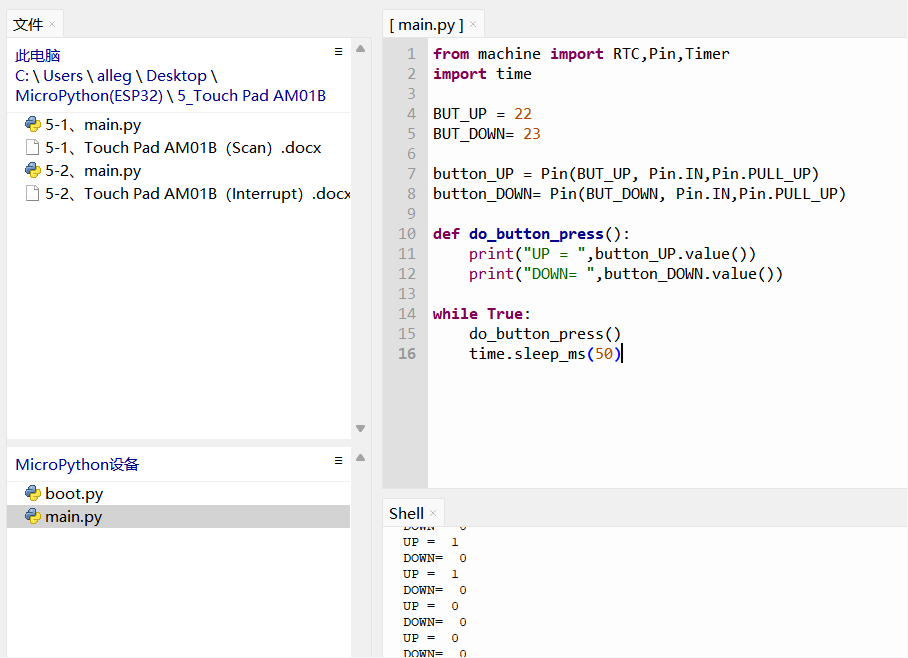 文件
此电脑
C: \ Users \ alleg \ Desktop \
MicroPython(ESP32) \ 5_Touch Pad AM01B
5-1、main.py
5-1、Touch Pad AM01B（Scan）.docx
5-2、main.py
5-2、Touch Pad AM01B（Interrupt）.docx
MicroPython设备
boot.py
main.py
[ main.py ]
1 from machine import RTC,Pin,Timer
2 import time
3
4 BUT_UP = 22
5 BUT_DOWN= 23
6
7 button_UP = Pin(BUT_UP, Pin.IN,Pin.PULL_UP)
8 button_DOWN= Pin(BUT_DOWN, Pin.IN,Pin.PULL_UP)
9
10 def do_button_press():
11     print("UP = ",button_UP.value())
12     print("DOWN= ",button_DOWN.value())
13
14 while True:
15     do_button_press()
16     time.sleep_ms(50)
Shell
DOWN=  0
UP =  1
DOWN=  0
UP =  1
DOWN=  0
UP =  0
DOWN=  0
UP =  0
DOWN=  0